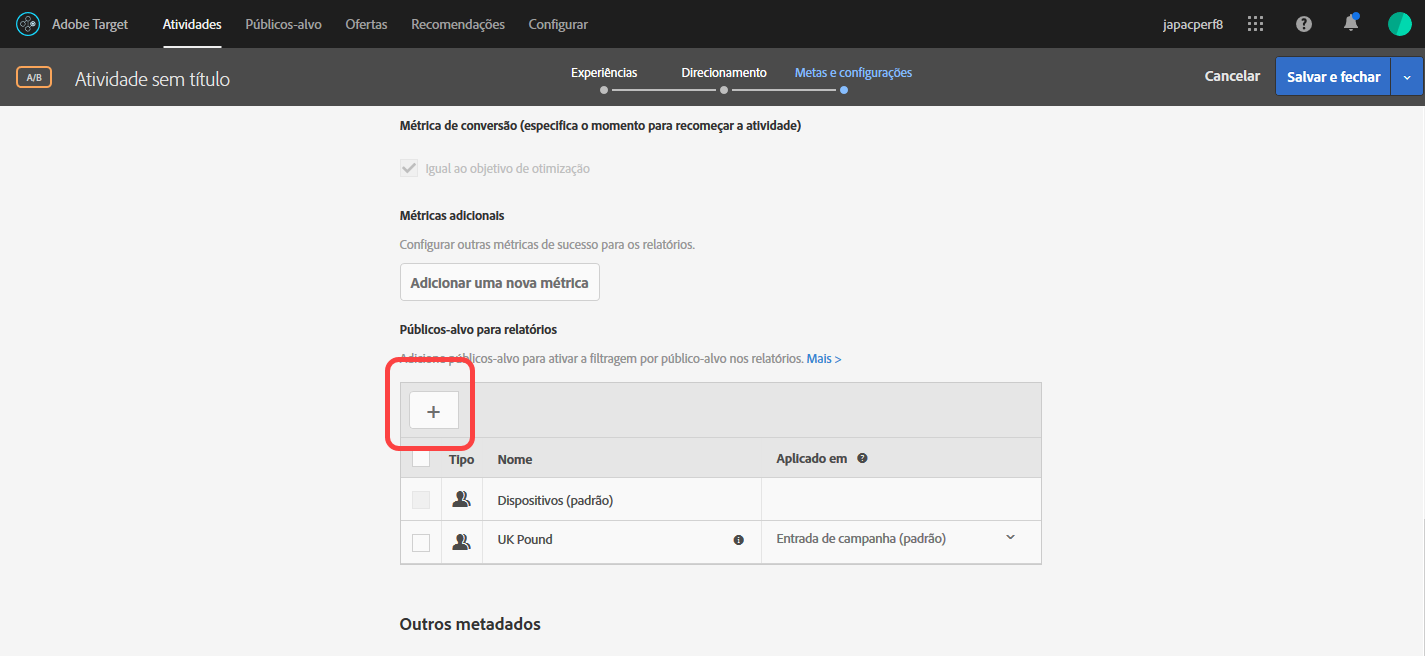 Adobe Target Atividades Públicos-alvo Ofertas Recomendações Configurar japacperf8
A/B Atividade sem título Experiências Direcionamento Metas e configurações Cancelar Salvar e fechar
Métrica de conversão (especifica o momento para recomeçar a atividade)
Igual ao objetivo de otimização
Métricas adicionais
Configurar outras métricas de sucesso para os relatórios.
Adicionar uma nova métrica
Públicos-alvo para relatórios
Adicione públicos-alvo para ativar a filtragem por público-alvo nos relatórios. Mais >
+
Tipo Nome Aplicado em
Dispositivos (padrão)
UK Pound Entrada de campanha (padrão)
Outros metadados